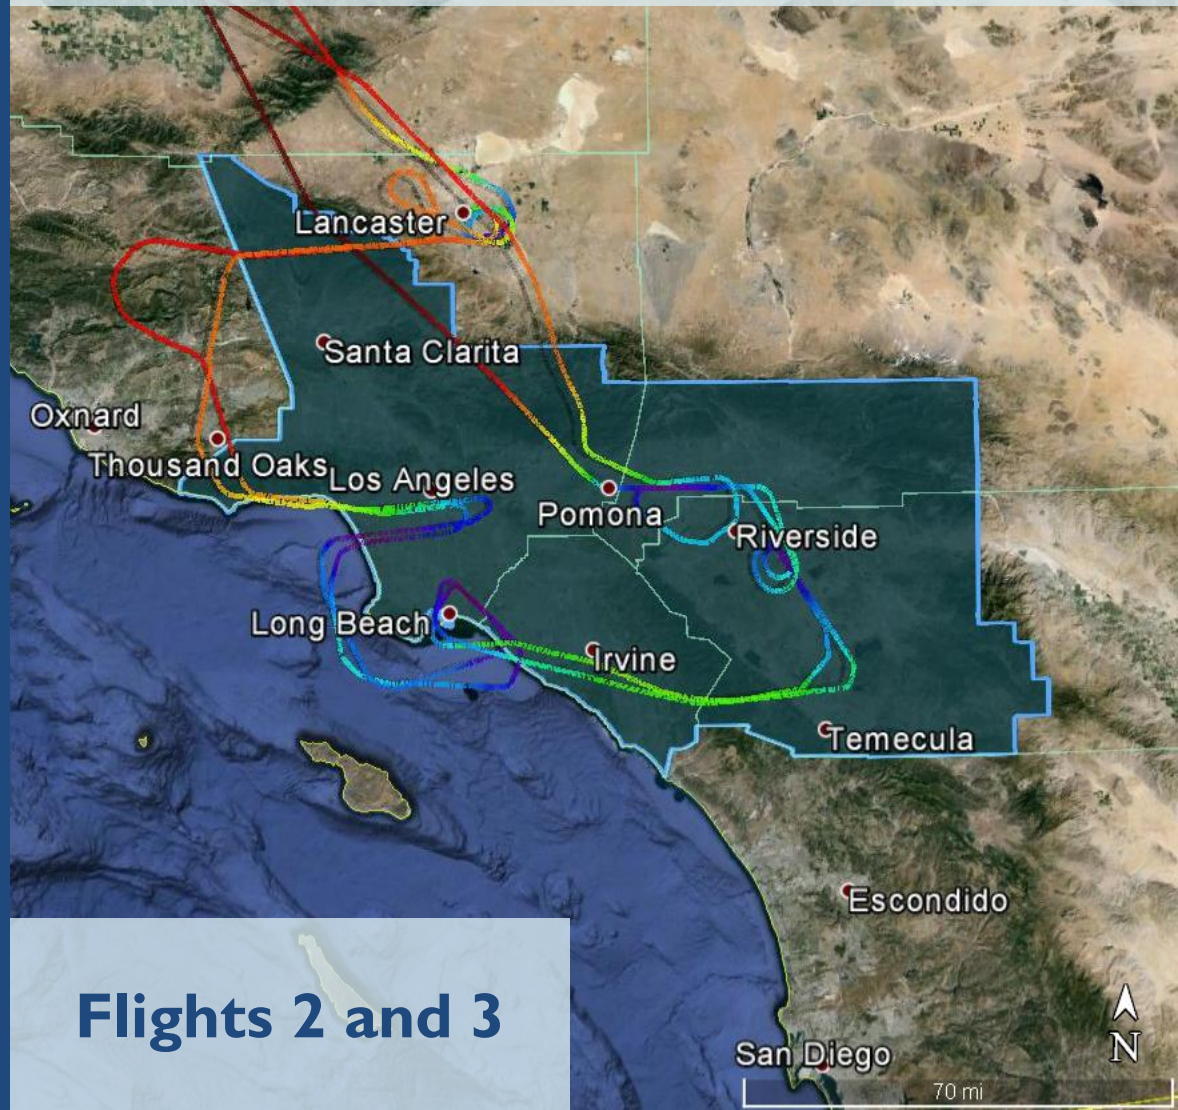 Lancaster
Santa Clarita
Oxnard
Thousand Oaks
Los Angeles
Pomona
Riverside
Long Beach
Irvine
Temecula
Escondido
Flights 2 and 3
N
San Diego
70 mi